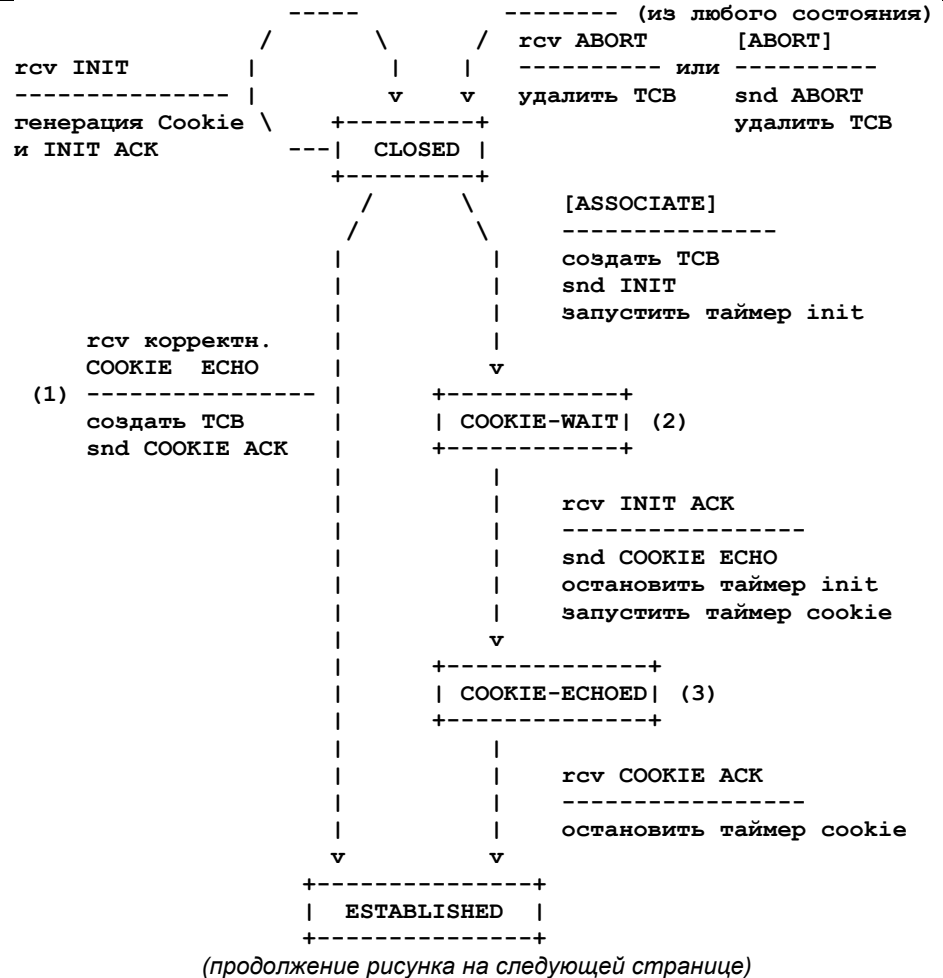 ----- -------- (из любого состояния)
/ \ / rcv ABORT [ABORT]
rcv INIT | | | ---------- или ----------
--------------- | v v удалить TCB snd ABORT
генерация Cookie \ +---------+ удалить TCB
и INIT ACK ---| CLOSED |
+---------+
/ \ [ASSOCIATE]
/ \ ---------------
| | создать TCB
| | snd INIT
| | запустить таймер init
rcv корректн. | |
COOKIE ECHO | v
(1) ---------------- | +------------+
создать TCB | | COOKIE-WAIT| (2)
snd COOKIE ACK | +------------+
| |
| | rcv INIT ACK
| | -----------------
| | snd COOKIE ECHO
| | остановить таймер init
| | запустить таймер cookie
| v
| +--------------+
| | COOKIE-ECHOED| (3)
| +--------------+
| |
| | rcv COOKIE ACK
| | -----------------
| | остановить таймер cookie
v v
+---------------+
| ESTABLISHED |
+---------------+
(продолжение рисунка на следующей странице)